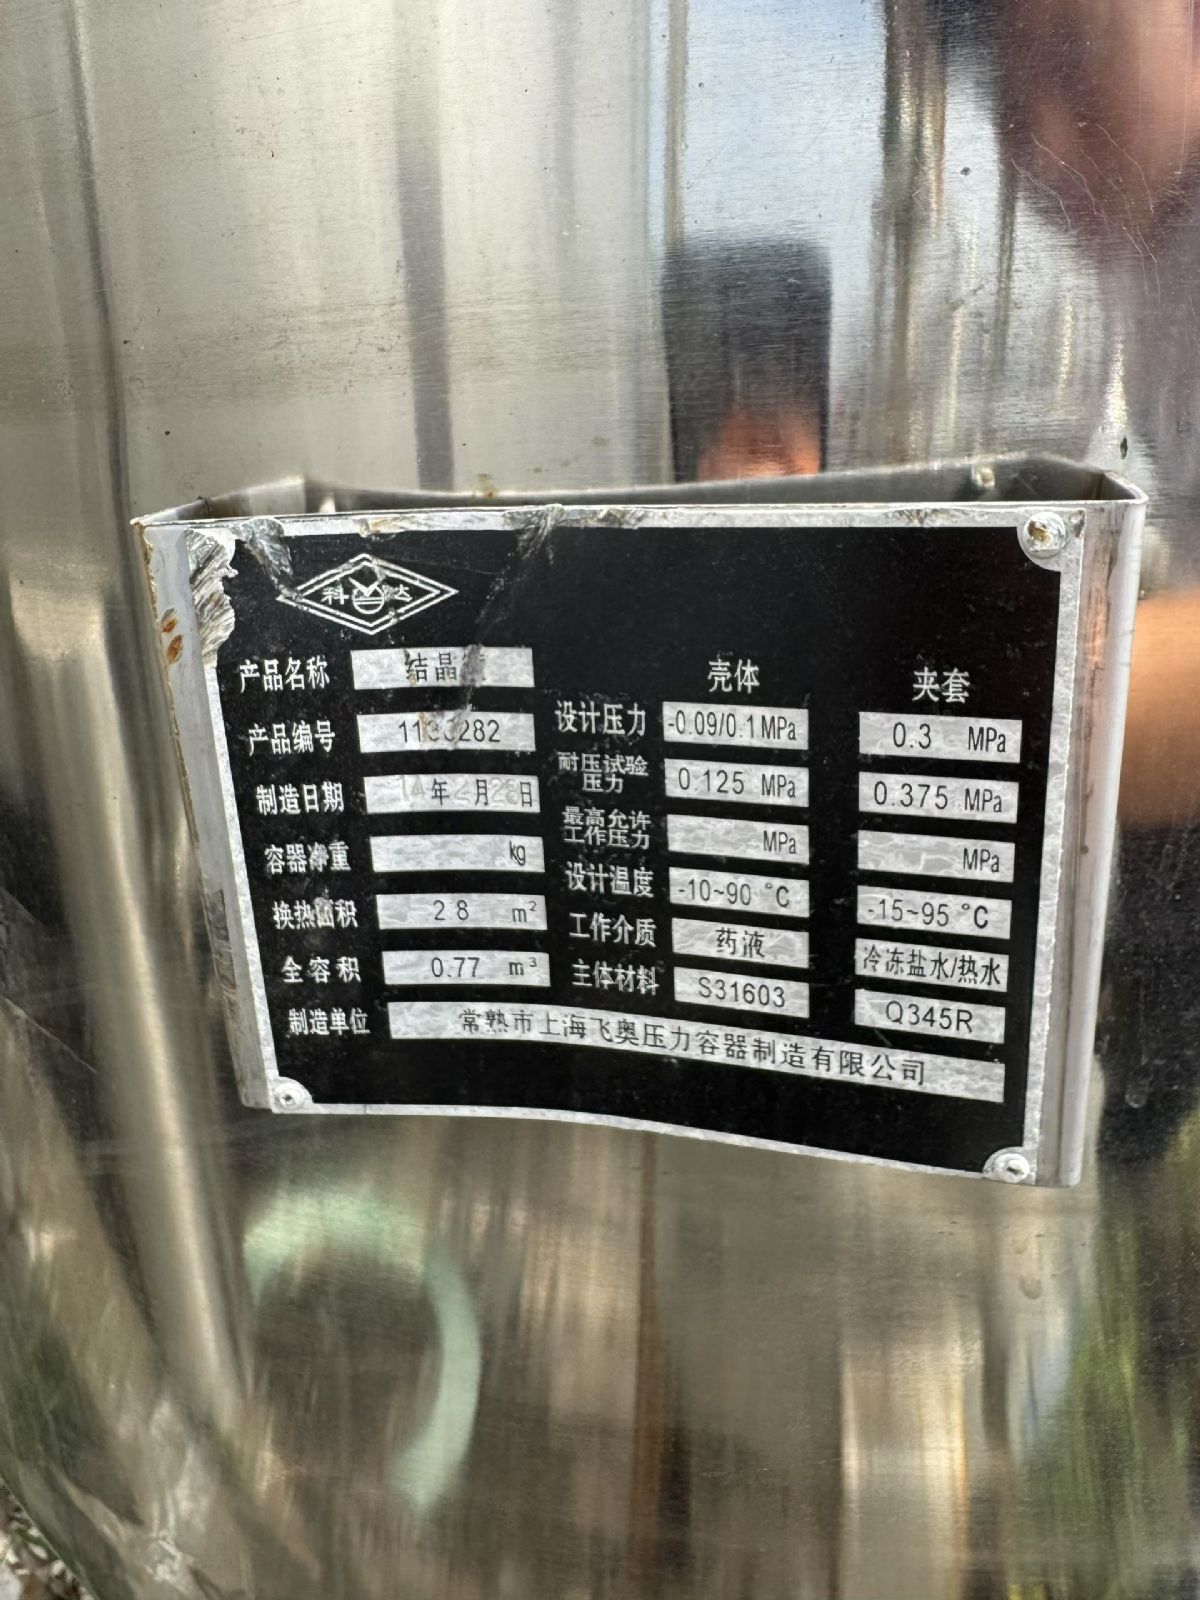 科 达
产品名称 结晶
产品编号 1130282
制造日期 14年2月28日
容器净重 kg
换热面积 2 8 m²
全容积 0.77 m³
制造单位 常熟市上海飞奥压力容器制造有限公司
壳体 夹套
设计压力 -0.09/0.1MPa 0.3 MPa
耐压试验
压力 0.125 MPa 0.375 MPa
最高允许
工作压力 MPa MPa
设计温度 -10~90 °C -15~95 °C
工作介质 药液 冷冻盐水/热水
主体材料 S31603 Q345R